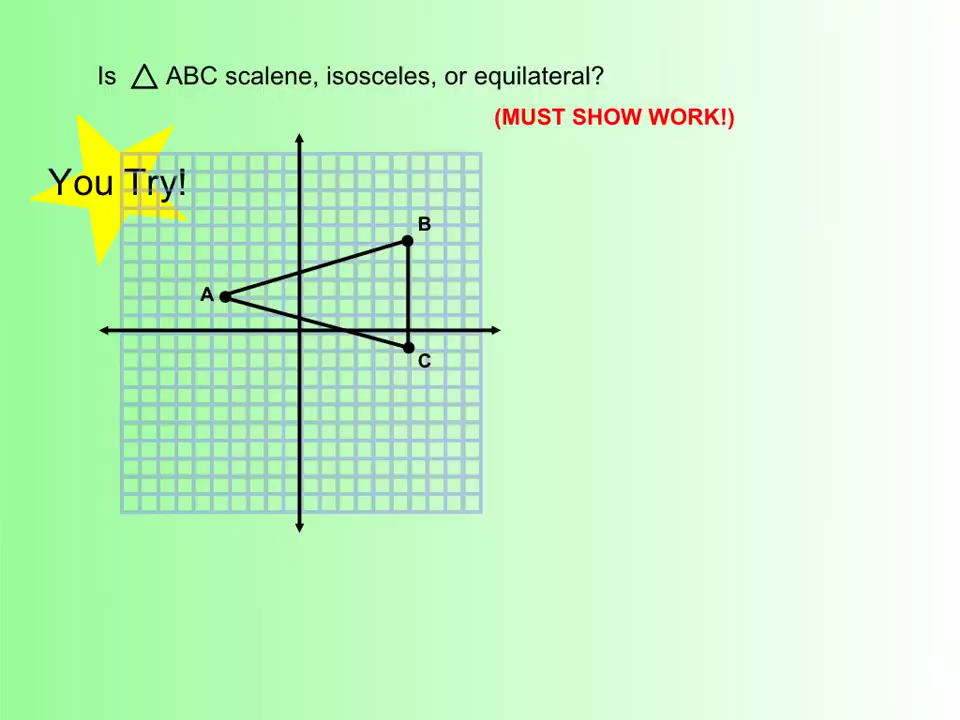 Is △ ABC scalene, isosceles, or equilateral?
(MUST SHOW WORK!)
You Try!
B
A
C